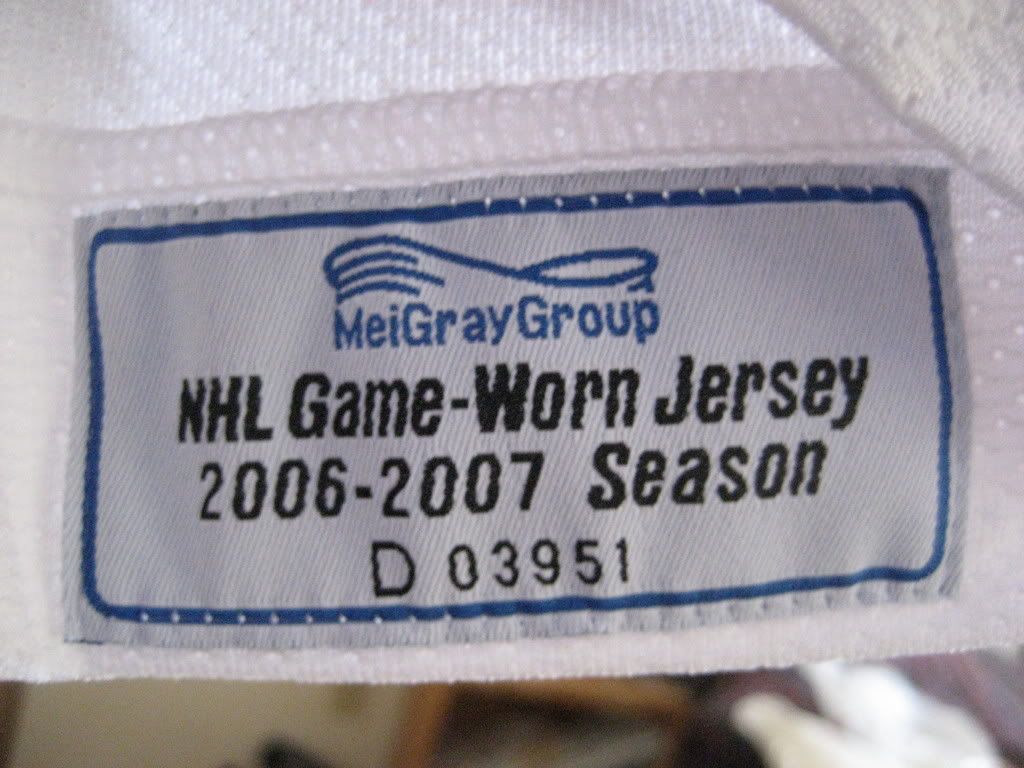 MeiGrayGroup
NHL Game-Worn Jersey
2006-2007 Season
D 03951